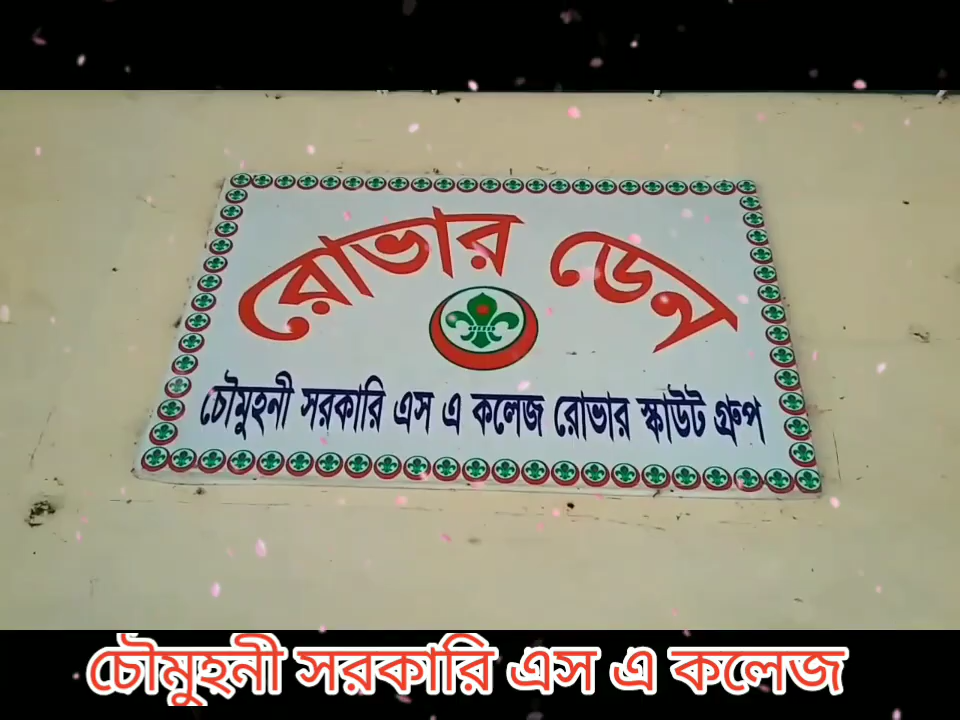 রোভার ডেন
চৌমুহনী সরকারি এস এ কলেজ রোভার স্কাউট গ্রুপ
চৌমুহনী সরকারি এস এ কলেজ